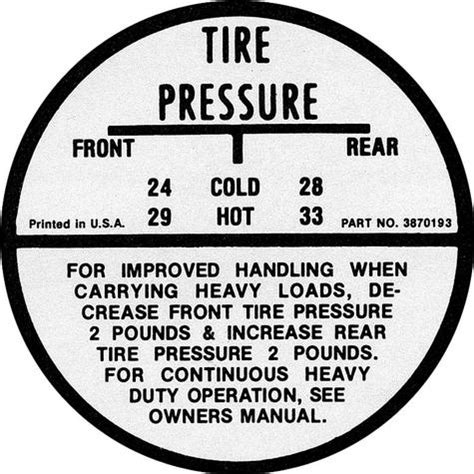 TIRE
PRESSURE
FRONT REAR
24 COLD 28
29 HOT 33
Printed in U.S.A. PART NO. 3870193
FOR IMPROVED HANDLING WHEN
CARRYING HEAVY LOADS, DE-
CREASE FRONT TIRE PRESSURE
2 POUNDS & INCREASE REAR
TIRE PRESSURE 2 POUNDS.
FOR CONTINUOUS HEAVY
DUTY OPERATION, SEE
OWNERS MANUAL.